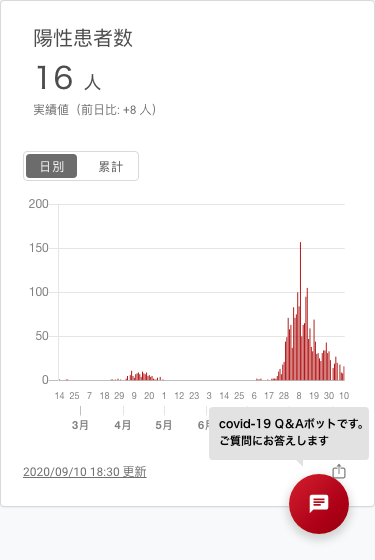 陽性患者数
16 人
実績値（前日比: +8 人）
日別 累計
200
150
100
50
0
14 25 7 18 29 9 20 1 12 23 3 14 25 6 17 28 8 19 30 10
3月 4月 5月
covid-19 Q&Aボットです。
ご質問にお答えします
2020/09/10 18:30 更新